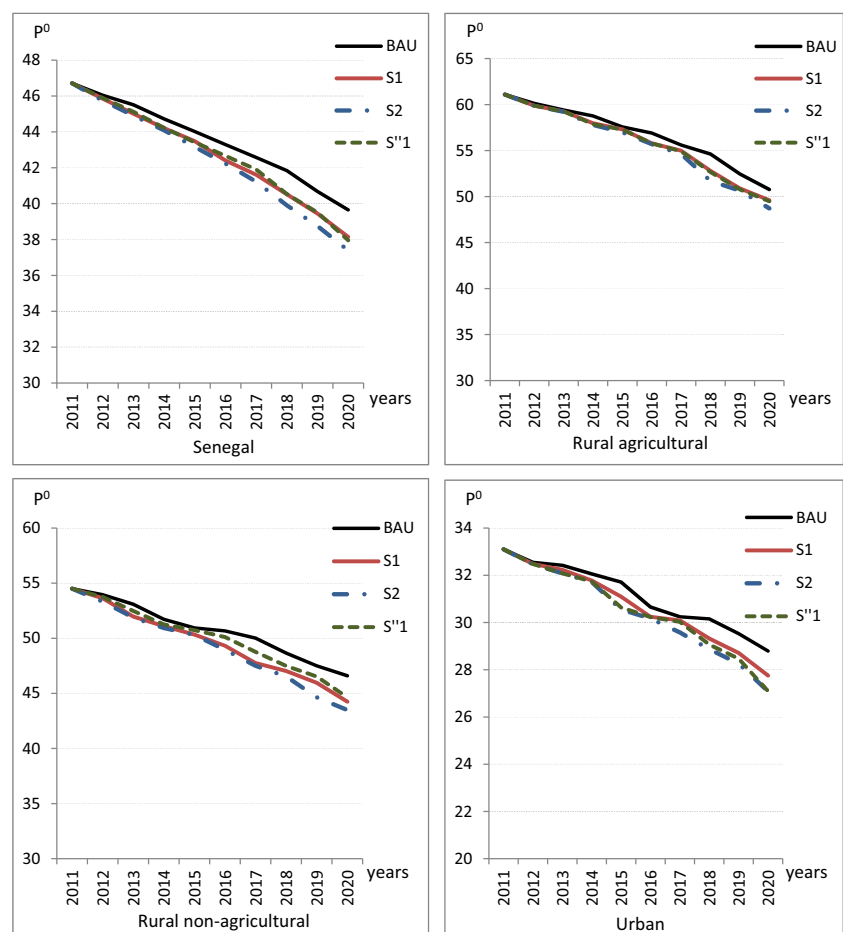 P⁰
48
46
44
42
40
38
36
34
32
30
BAU
S1
S2
S''1
2011 2012 2013 2014 2015 2016 2017 2018 2019 2020 years
Senegal
P⁰
65
60
55
50
45
40
35
30
BAU
S1
S2
S''1
2011 2012 2013 2014 2015 2016 2017 2018 2019 2020 years
Rural agricultural
P⁰
60
55
50
45
40
35
30
BAU
S1
S2
S''1
2011 2012 2013 2014 2015 2016 2017 2018 2019 2020 years
Rural non-agricultural
P⁰
34
32
30
28
26
24
22
20
BAU
S1
S2
S''1
2011 2012 2013 2014 2015 2016 2017 2018 2019 2020 years
Urban